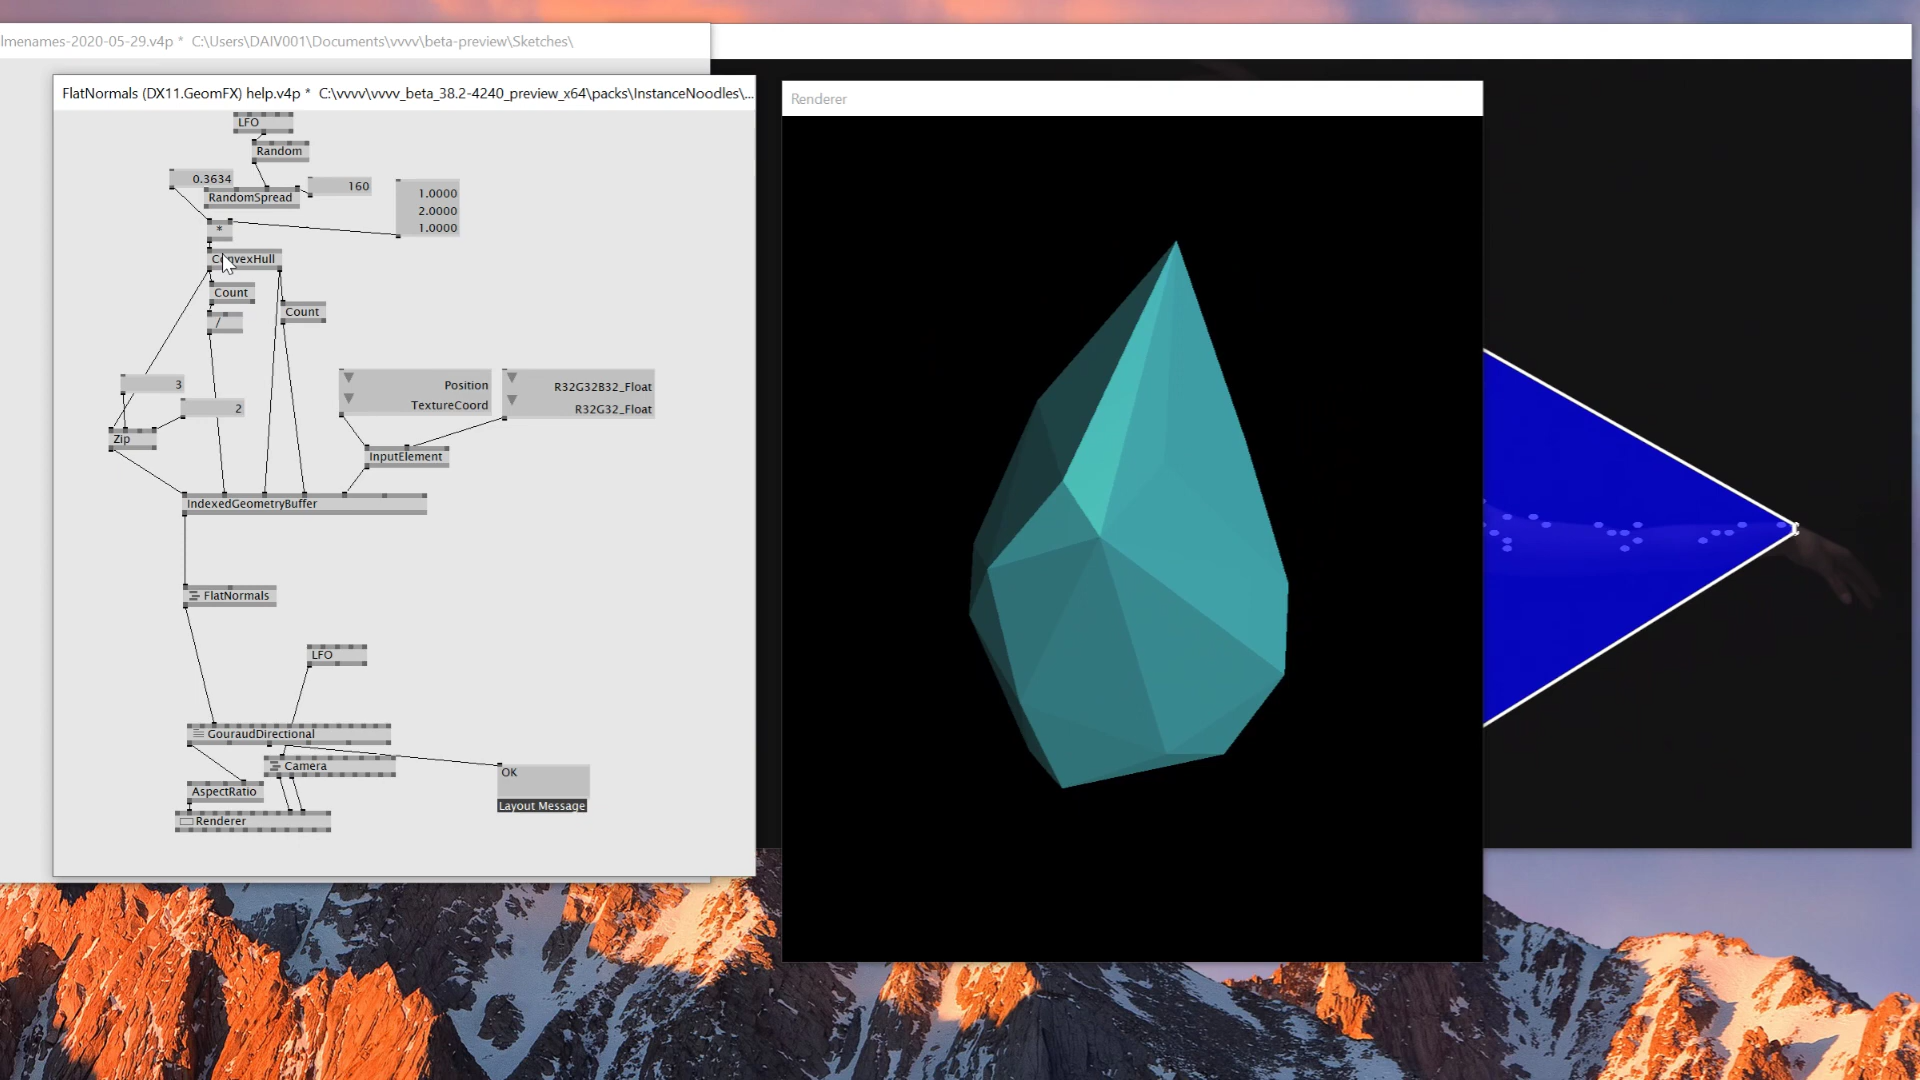 lmenames-2020-05-29.v4p * C:\Users\DAIV001\Documents\vvvv\beta-preview\Sketches\
FlatNormals (DX11.GeomFX) help.v4p * C:\vvvv\vvvv_beta_38.2-4240_preview_x64\packs\InstanceNoodles\...
Renderer
LFO
Random
0.3634
160
RandomSpread
1.0000
2.0000
1.0000
*
ConvexHull
Count
Count
/
3
2
Zip
Position
TextureCoord
R32G32B32_Float
R32G32_Float
InputElement
IndexedGeometryBuffer
FlatNormals
LFO
GouraudDirectional
Camera
OK
AspectRatio
Layout Message
Renderer